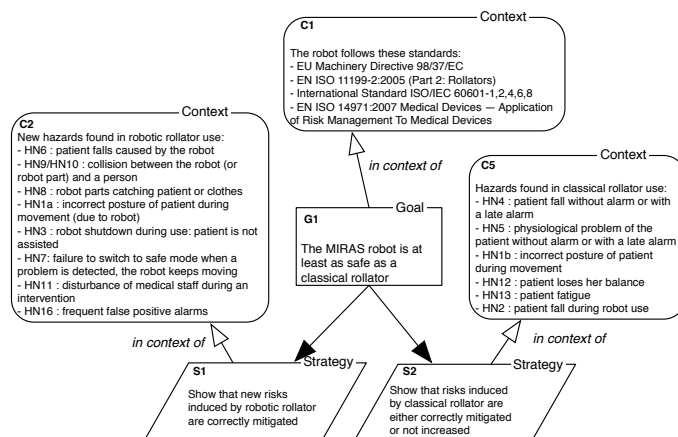 Context
C1
The robot follows these standards:
- EU Machinery Directive 98/37/EC
- EN ISO 11199-2:2005 (Part 2: Rollators)
- International Standard ISO/IEC 60601-1,2,4,6,8
- EN ISO 14971:2007 Medical Devices — Application
of Risk Management To Medical Devices
Context
C2
New hazards found in robotic rollator use:
- HN6 : patient falls caused by the robot
- HN9/HN10 : collision between the robot (or
robot part) and a person
- HN8 : robot parts catching patient or clothes
- HN1a : incorrect posture of patient during
movement (due to robot)
- HN3 : robot shutdown during use: patient is not
assisted
- HN7: failure to switch to safe mode when a
problem is detected, the robot keeps moving
- HN11 : disturbance of medical staff during an
intervention
- HN16 : frequent false positive alarms
in context of
Context
C5
Hazards found in classical rollator use:
- HN4 : patient fall without alarm or with
a late alarm
- HN5 : physiological problem of the
patient without alarm or with a late alarm
- HN1b : incorrect posture of patient
during movement
- HN12 : patient loses her balance
- HN13 : patient fatigue
- HN2 : patient fall during robot use
Goal
G1
The MIRAS robot is at
least as safe as a
classical rollator
in context of
in context of
Strategy
S1
Show that new risks
induced by robotic rollator
are correctly mitigated
Strategy
S2
Show that risks induced
by classical rollator are
either correctly mitigated
or not increased